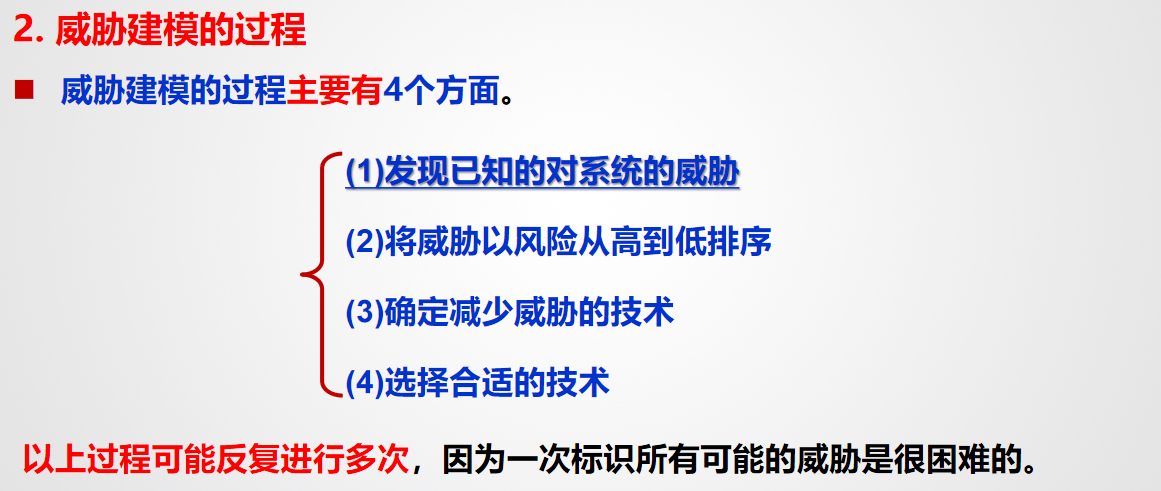 2. 威胁建模的过程
威胁建模的过程主要有4个方面。
(1)发现已知的对系统的威胁
(2)将威胁以风险从高到低排序
(3)确定减少威胁的技术
(4)选择合适的技术
以上过程可能反复进行多次，因为一次标识所有可能的威胁是很困难的。